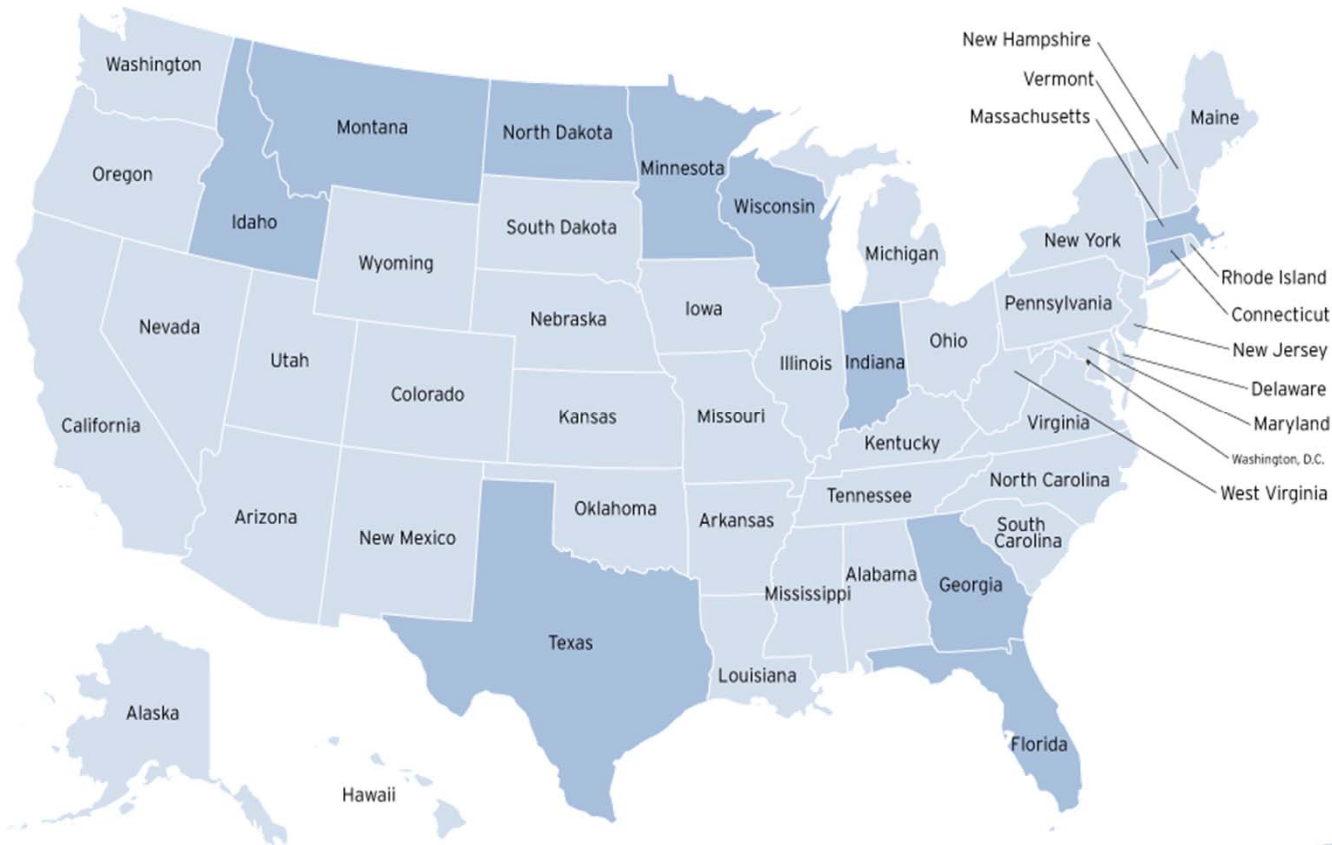 New Hampshire
Washington
Vermont
Massachusetts
Maine
Montana
North Dakota
Minnesota
Oregon
Wisconsin
Idaho
South Dakota
New York
Michigan
Wyoming
Rhode Island
Pennsylvania
Iowa
Connecticut
Nebraska
Nevada
Ohio
New Jersey
Utah
Illinois
Indiana
Delaware
Colorado
Kansas
Missouri
California
Virginia
Maryland
Kentucky
Washington, D.C.
North Carolina
West Virginia
Tennessee
Oklahoma
Arizona
Arkansas
South
Carolina
New Mexico
Alabama
Georgia
Mississippi
Texas
Louisiana
Alaska
Florida
Hawaii